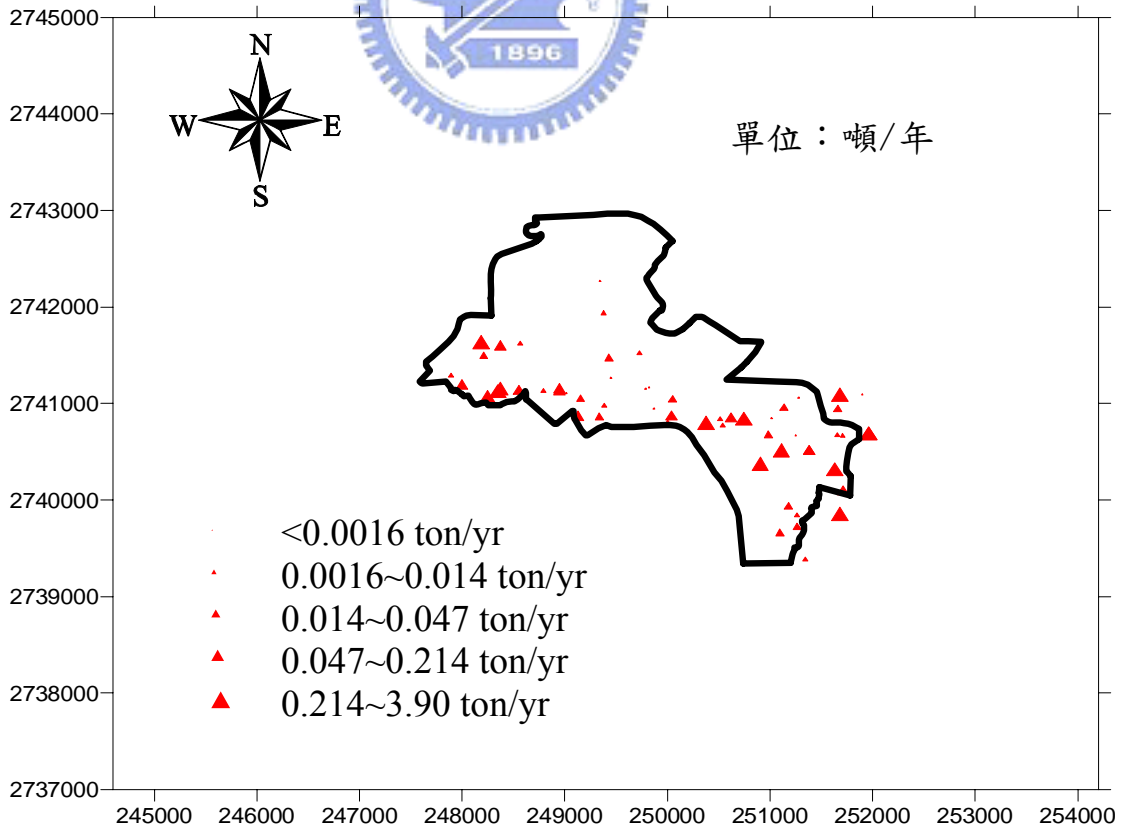 1896
2745000
2744000
2743000
2742000
2741000
2740000
2739000
2738000
2737000
N
W E
S
單位：噸/年
<0.0016 ton/yr
0.0016~0.014 ton/yr
0.014~0.047 ton/yr
0.047~0.214 ton/yr
0.214~3.90 ton/yr
245000 246000 247000 248000 249000 250000 251000 252000 253000 254000